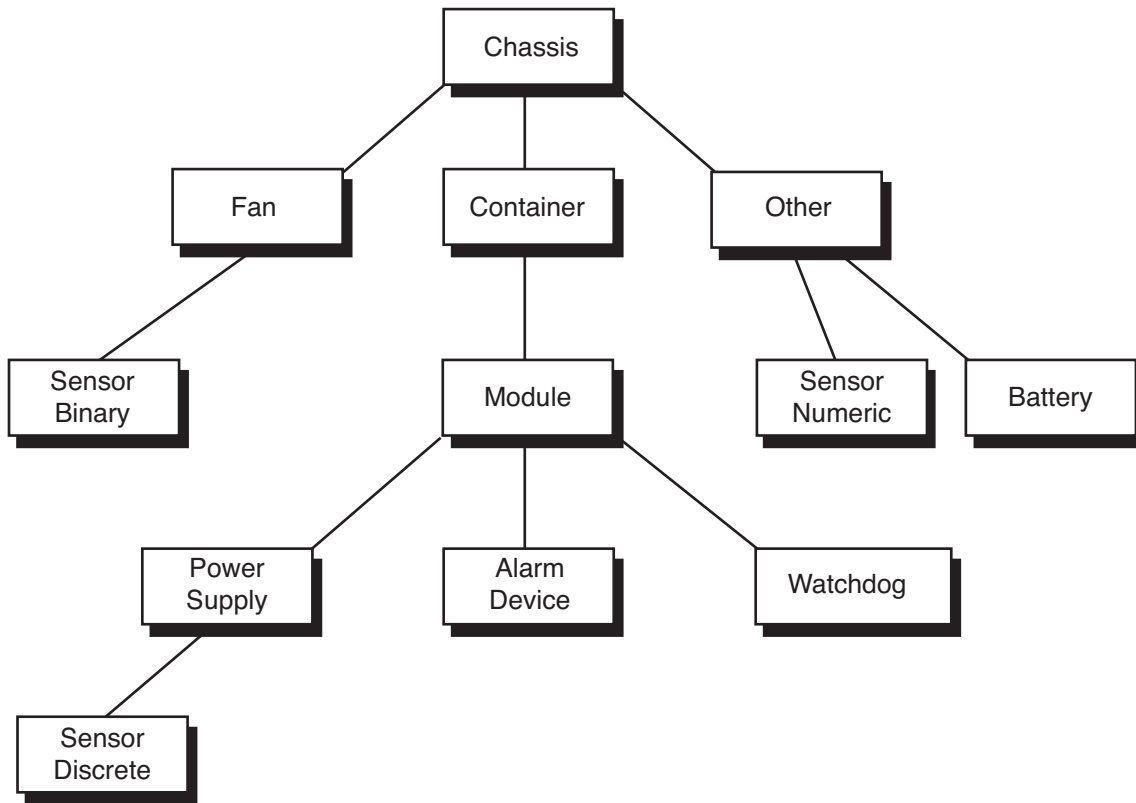 Chassis
Fan
Container
Other
Sensor
Binary
Module
Sensor
Numeric
Battery
Power
Supply
Alarm
Device
Watchdog
Sensor
Discrete